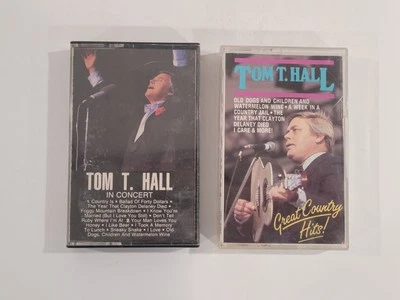 TOM T. HALL
IN CONCERT
Country Is • Ballad Of Forty Dollars •
The Year That Clayton Delaney Died •
Foggy Mountain Breakdown • I Know You're
Married (But I Love You Still) • Don't Tell
Ruby Where I'm At • Your Man Loves You
Honey • I Like Beer • I Took A Memory
To Lunch • Sneaky Snake • I Love • Old
Dogs, Children And Watermelon Wine
TOM T. HALL
OLD DOGS AND CHILDREN AND
WATERMELON WINE • A WEEK IN A
COUNTRY JAIL • THE
YEAR THAT CLAYTON
DELANEY DIED
I CARE & MORE!
Great Country
Hits!